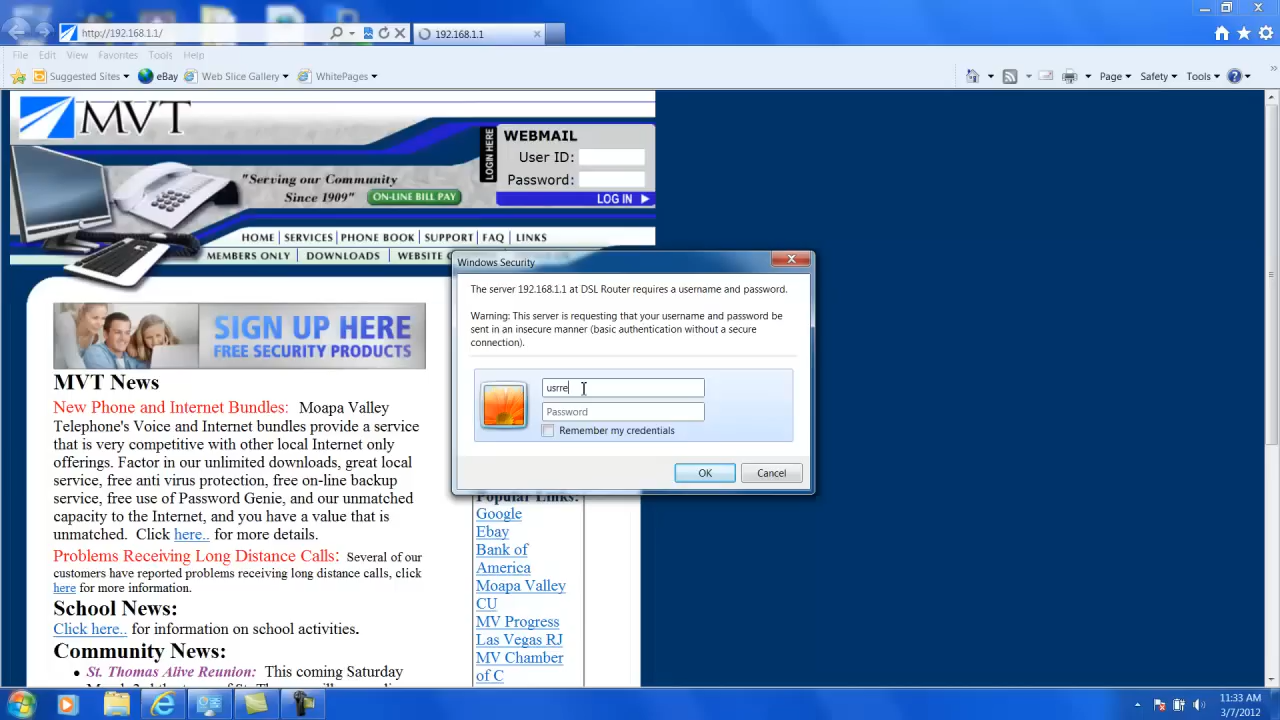 http://192.168.1.1/
192.168.1.1
File Edit View Favorites Tools Help
Suggested Sites eBay Web Slice Gallery WhitePages
Page Safety Tools
MVT
LOGIN HERE
WEBMAIL
User ID:
Password:
LOG IN
"Serving our Community
Since 1909"
ON-LINE BILL PAY
HOME SERVICES PHONE BOOK SUPPORT FAQ LINKS
MEMBERS ONLY DOWNLOADS WEBSITE
Windows Security
The server 192.168.1.1 at DSL Router requires a username and password.
Warning: This server is requesting that your username and password be
sent in an insecure manner (basic authentication without a secure
connection).
usrre
Password
Remember my credentials
OK Cancel
SIGN UP HERE
FREE SECURITY PRODUCTS
MVT News
New Phone and Internet Bundles: Moapa Valley
Telephone's Voice and Internet bundles provide a service
that is very competitive with other local Internet only
offerings. Factor in our unlimited downloads, great local
service, free anti virus protection, free on-line backup
service, free use of Password Genie, and our unmatched
capacity to the Internet, and you have a value that is
unmatched. Click here.. for more details.
Problems Receiving Long Distance Calls: Several of our
customers have reported problems receiving long distance calls, click
here for more information.
School News:
Click here.. for information on school activities.
Community News:
• St. Thomas Alive Reunion: This coming Saturday
Popular Links:
Google
Ebay
Bank of
America
Moapa Valley
CU
MV Progress
Las Vegas RJ
MV Chamber
of C
11:33 AM
3/7/2012